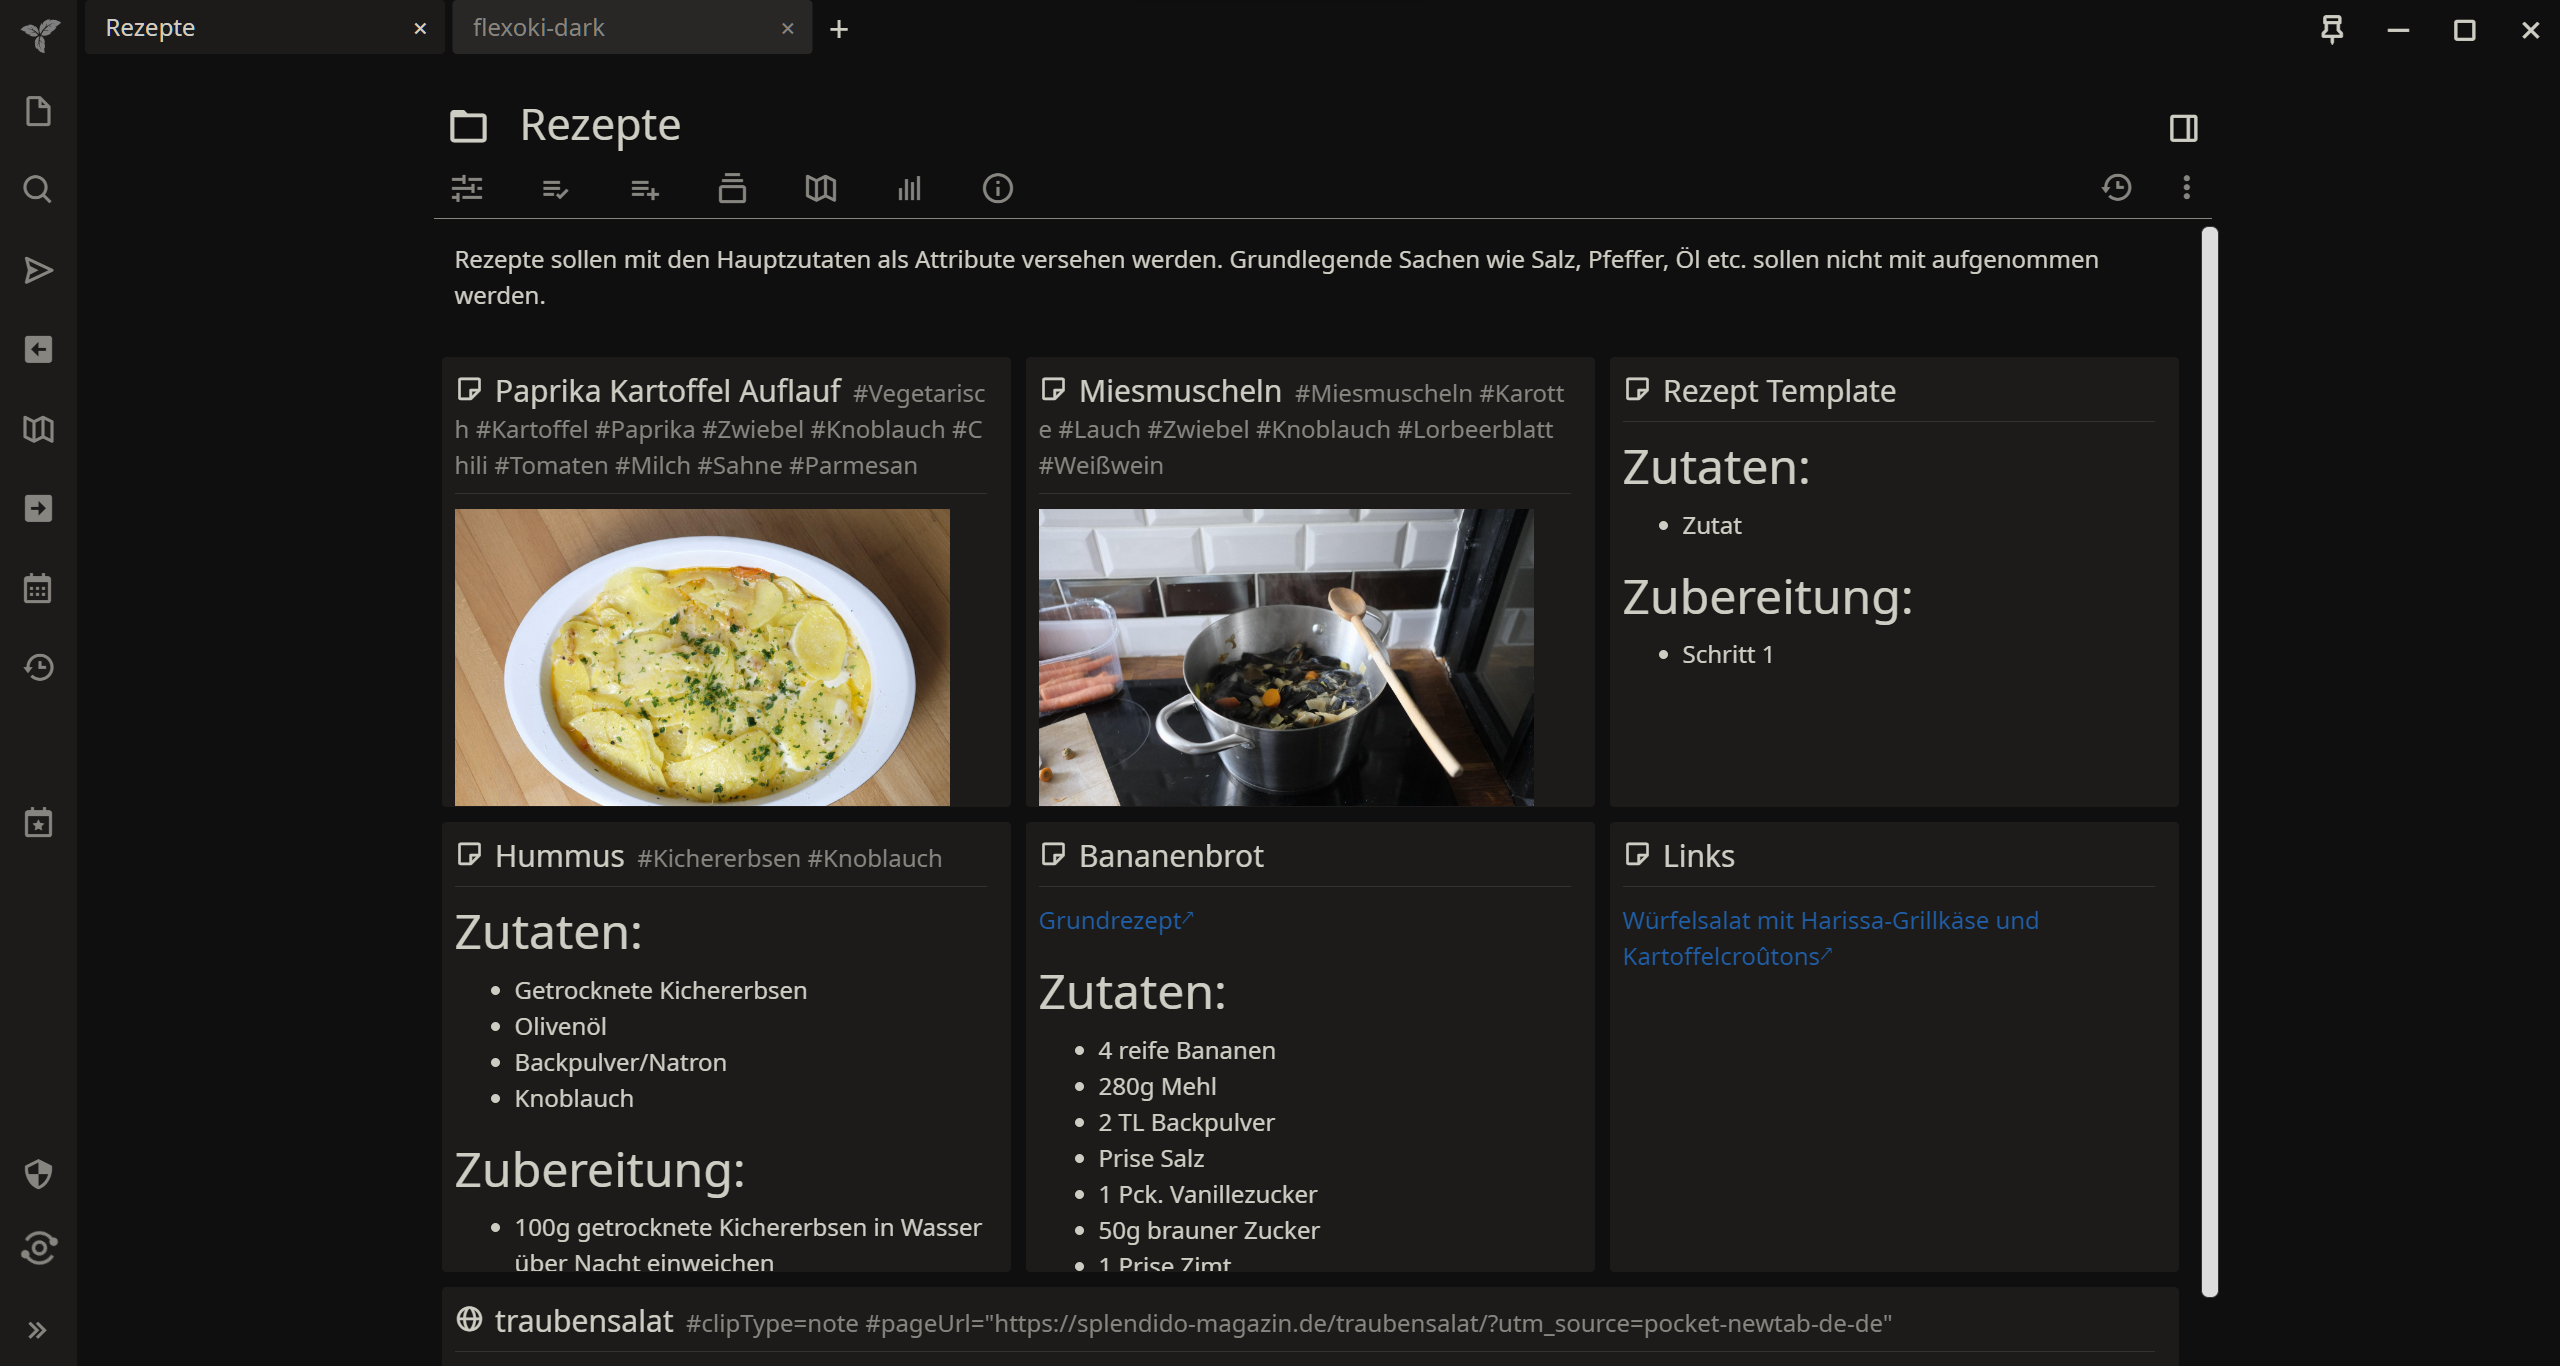 Rezepte
flexoki-dark
Rezepte
Rezepte sollen mit den Hauptzutaten als Attribute versehen werden. Grundlegende Sachen wie Salz, Pfeffer, Öl etc. sollen nicht mit aufgenommen
werden.
Paprika Kartoffel Auflauf #Vegetarisc
h #Kartoffel #Paprika #Zwiebel #Knoblauch #C
hili #Tomaten #Milch #Sahne #Parmesan
Miesmuscheln #Miesmuscheln #Karott
e #Lauch #Zwiebel #Knoblauch #Lorbeerblatt
#Weißwein
Rezept Template
Zutaten:
Zutat
Zubereitung:
Schritt 1
Hummus #Kichererbsen #Knoblauch
Zutaten:
Getrocknete Kichererbsen
Olivenöl
Backpulver/Natron
Knoblauch
Zubereitung:
100g getrocknete Kichererbsen in Wasser
über Nacht einweichen
Bananenbrot
Grundrezept
Zutaten:
4 reife Bananen
280g Mehl
2 TL Backpulver
Prise Salz
1 Pck. Vanillezucker
50g brauner Zucker
1 Prise Zimt
Links
Würfelsalat mit Harissa-Grillkäse und
Kartoffelcroûtons
traubensalat #clipType=note #pageUrl="https://splendido-magazin.de/traubensalat/?utm_source=pocket-newtab-de-de"